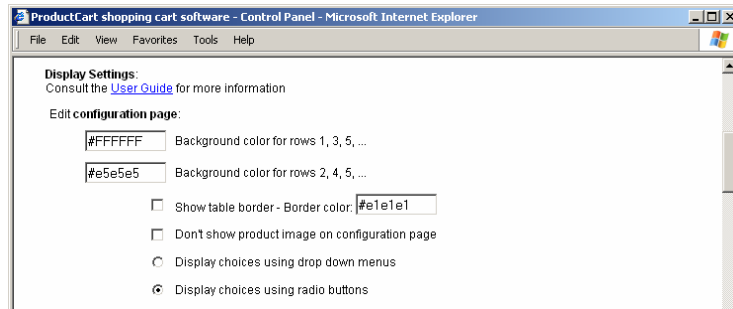 ProductCart shopping cart software - Control Panel - Microsoft Internet Explorer
File Edit View Favorites Tools Help
Display Settings:
Consult the User Guide for more information
Edit configuration page:
#FFFFFF Background color for rows 1, 3, 5, ...
#e5e5e5 Background color for rows 2, 4, 5, ...
Show table border - Border color: #e1e1e1
Don't show product image on configuration page
Display choices using drop down menus
Display choices using radio buttons